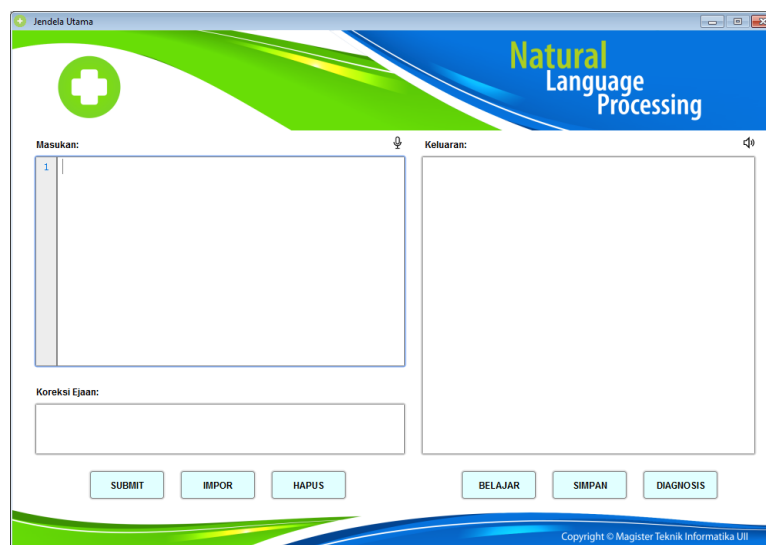 Jendela Utama
Natural
Language
Processing
Masukan:
Keluaran:
1
Koreksi Ejaan:
SUBMIT IMPOR HAPUS BELAJAR SIMPAN DIAGNOSIS
Copyright © Magister Teknik Informatika UII